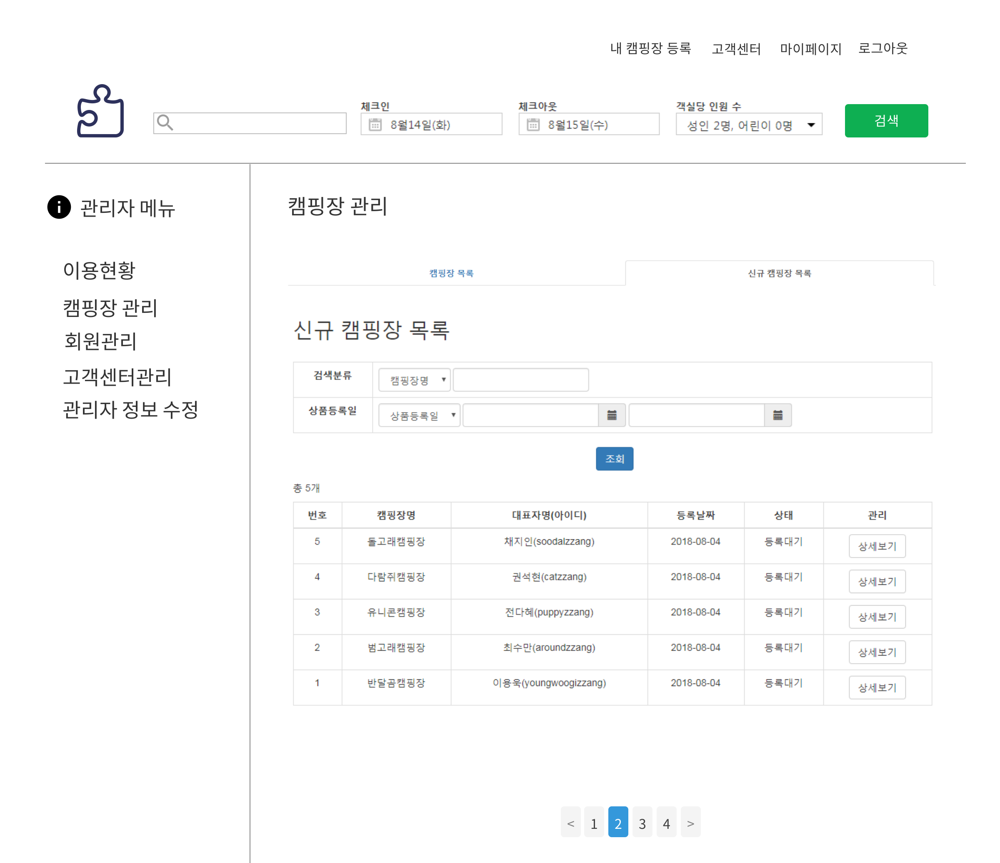 내 캠핑장 등록 고객센터 마이페이지 로그아웃
체크인 체크아웃 객실당 인원 수
8월14일(화) 8월15일(수) 성인 2명, 어린이 0명 검색
관리자 메뉴
이용현황
캠핑장 관리
회원관리
고객센터관리
관리자 정보 수정
캠핑장 관리
캠핑장 목록 신규 캠핑장 목록
신규 캠핑장 목록
검색분류 캠핑장명
상품등록일 상품등록일
조회
총 5개
번호 캠핑장명 대표자명(아이디) 등록날짜 상태 관리
5 돌고래캠핑장 채지인(soodalzzang) 2018-08-04 등록대기 상세보기
4 다람쥐캠핑장 권석현(catzzang) 2018-08-04 등록대기 상세보기
3 유니콘캠핑장 전다혜(puppyzzang) 2018-08-04 등록대기 상세보기
2 범고래캠핑장 최수만(aroundzzang) 2018-08-04 등록대기 상세보기
1 반달곰캠핑장 이용욱(youngwoogizzang) 2018-08-04 등록대기 상세보기
< 1 2 3 4 >